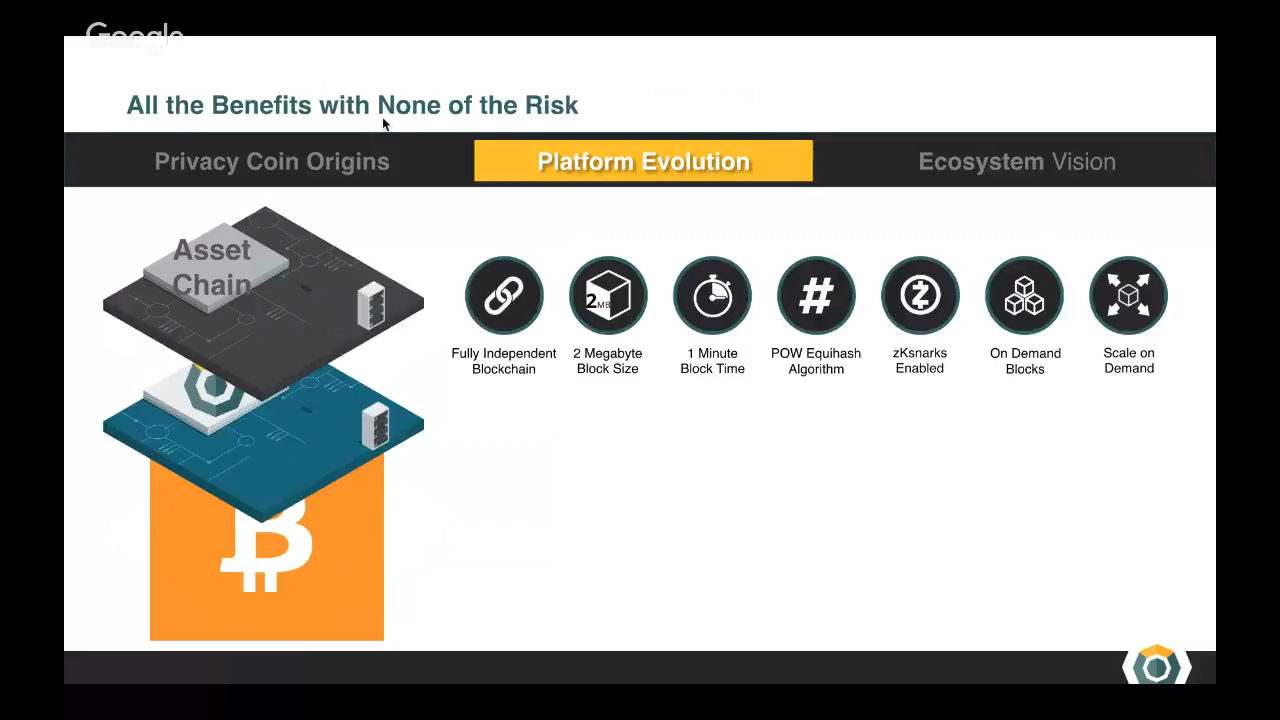 Google
All the Benefits with None of the Risk
Privacy Coin Origins
Platform Evolution
Ecosystem Vision
Asset
Chain
2MB
Fully Independent
Blockchain
2 Megabyte
Block Size
1 Minute
Block Time
#
POW Equihash
Algorithm
zKsnarks
Enabled
On Demand
Blocks
Scale on
Demand